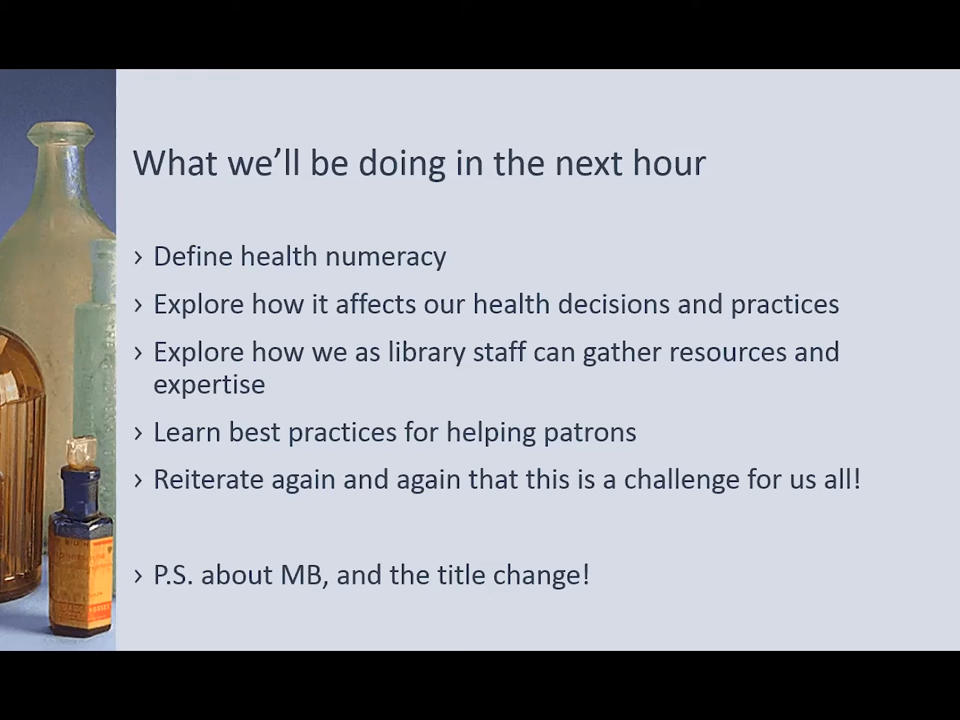 What we’ll be doing in the next hour
› Define health numeracy
› Explore how it affects our health decisions and practices
› Explore how we as library staff can gather resources and
expertise
› Learn best practices for helping patrons
› Reiterate again and again that this is a challenge for us all!
› P.S. about MB, and the title change!